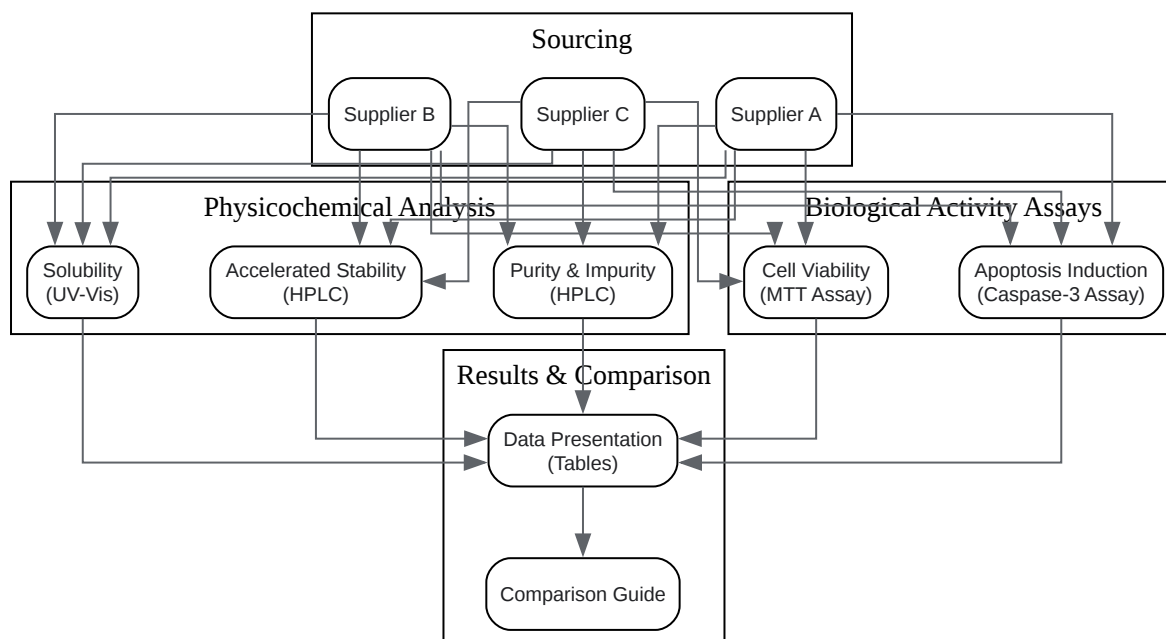 Sourcing
Supplier B
Supplier C
Supplier A
Physicochemical Analysis
Biological Activity Assays
Solubility
(UV-Vis)
Accelerated Stability
(HPLC)
Purity & Impurity
(HPLC)
Cell Viability
(MTT Assay)
Apoptosis Induction
(Caspase-3 Assay)
Results & Comparison
Data Presentation
(Tables)
Comparison Guide